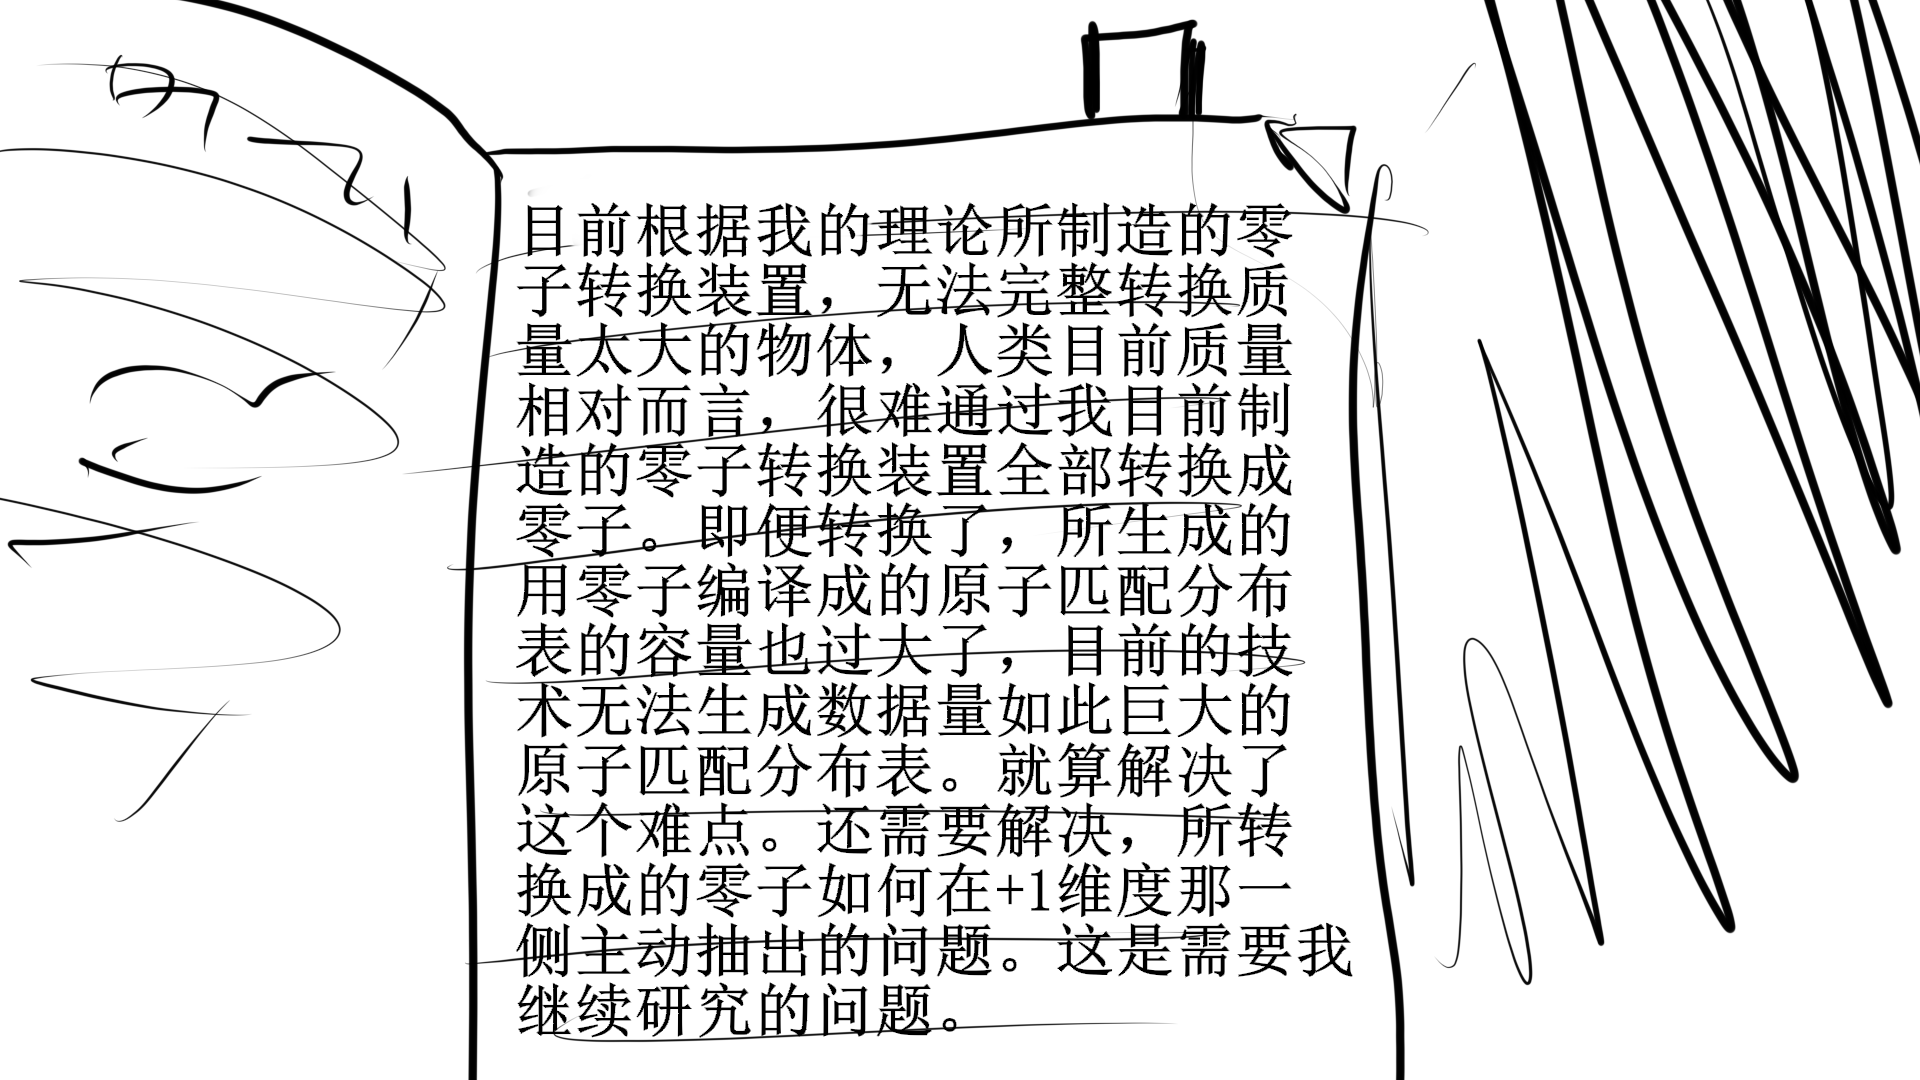 目前根据我的理论所制造的零
子转换装置，无法完整转换质
量太大的物体，人类目前质量
相对而言，很难通过我目前制
造的零子转换装置全部转换成
零子。即便转换了，所生成的
用零子编译成的原子匹配分布
表的容量也过大了，目前的技
术无法生成数据量如此巨大的
原子匹配分布表。就算解决了
这个难点。还需要解决，所转
换成的零子如何在+1维度那一
侧主动抽出的问题。这是需要我
继续研究的问题。